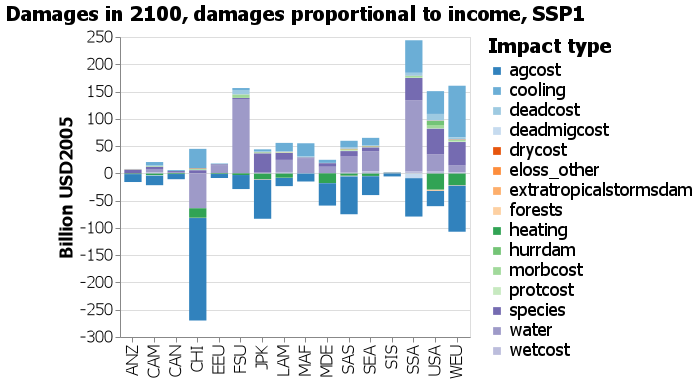 Damages in 2100, damages proportional to income, SSP1
Billion USD2005
250
200
150
100
50
0
-50
-100
-150
-200
-250
-300
ANZ
CAM
CAN
CHI
EEU
FSU
JPK
LAM
MAF
MDE
SAS
SEA
SIS
SSA
USA
WEU
Impact type
agcost
cooling
deadcost
deadmigcost
drycost
eloss_other
extratropicalstormsdam
forests
heating
hurrdam
morbcost
protcost
species
water
wetcost